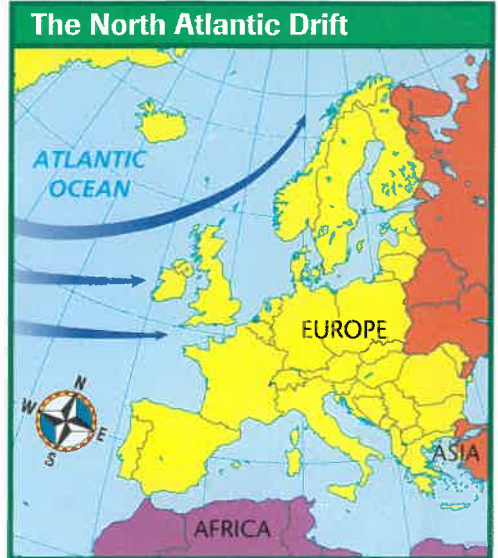 The North Atlantic Drift
ATLANTIC
OCEAN
EUROPE
N
W
E
S
ASIA
AFRICA